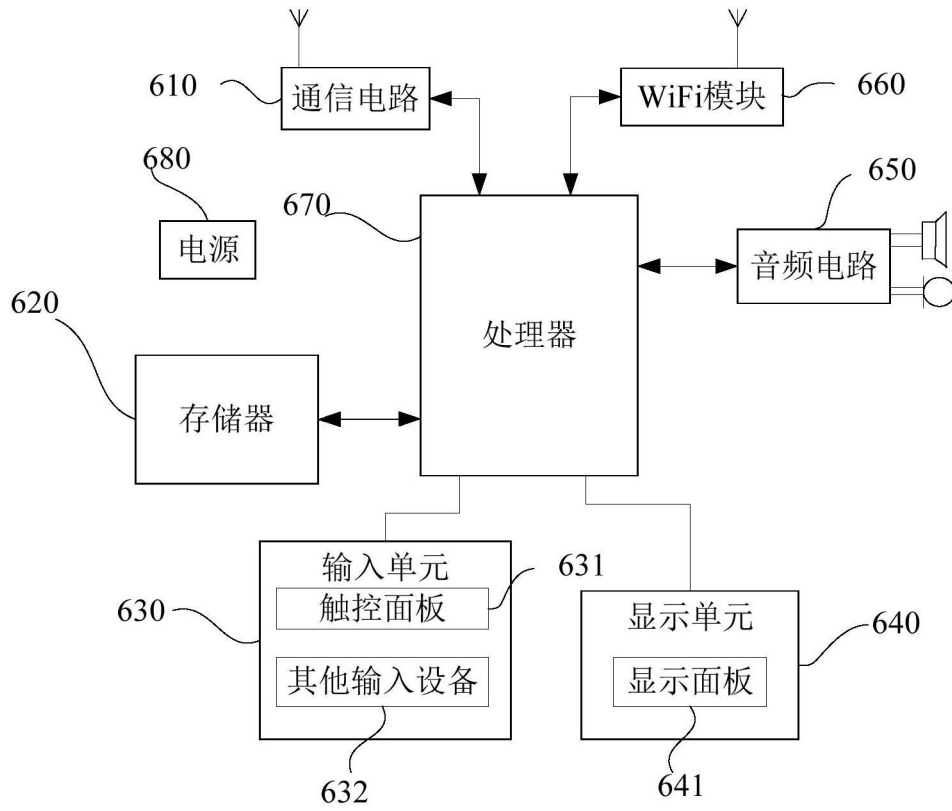 610
通信电路
WiFi模块
660
680
电源
670
650
音频电路
处理器
620
存储器
630
输入单元
触控面板
631
其他输入设备
632
显示单元
640
显示面板
641